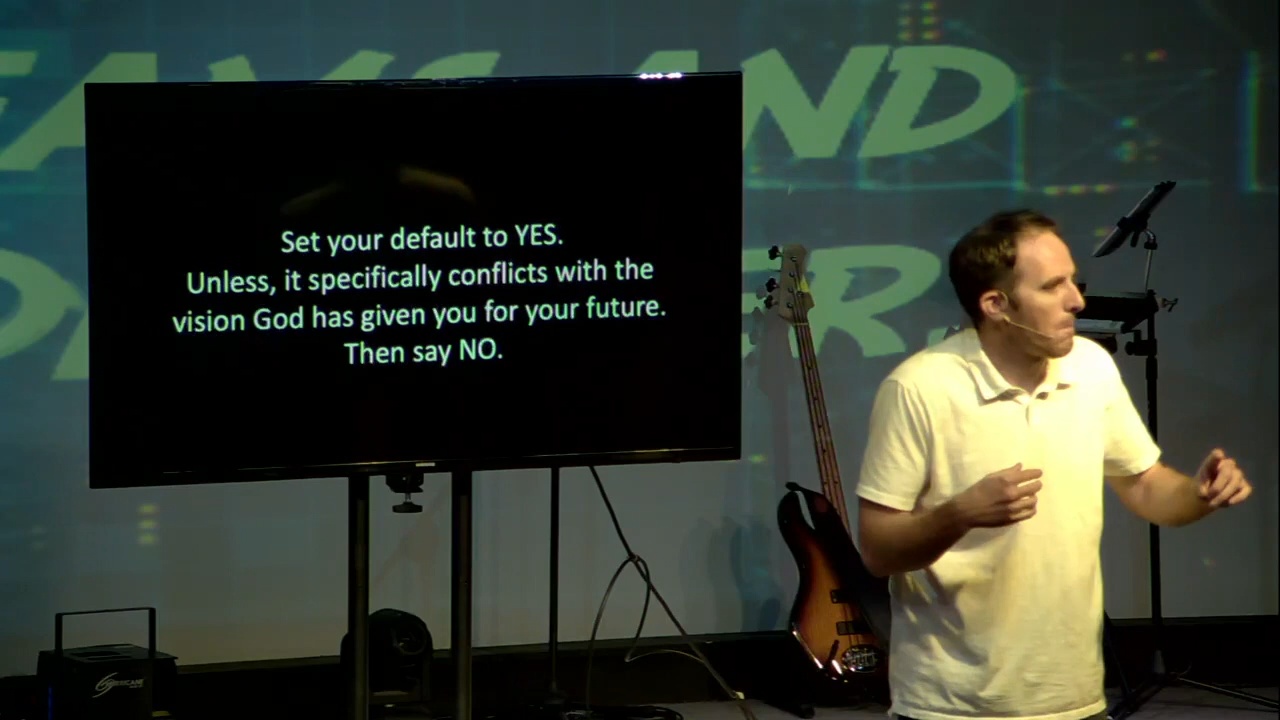 AND
Set your default to YES.
Unless, it specifically conflicts with the
vision God has given you for your future.
Then say NO.